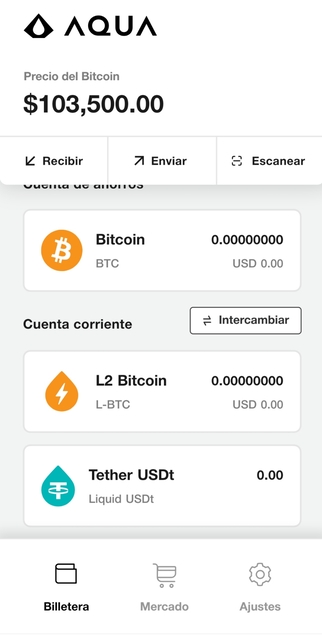 AQUA
Precio del Bitcoin
$103,500.00
Recibir
Enviar
Escanear
Cuenta de ahorros
Bitcoin
0.00000000
BTC
USD 0.00
Cuenta corriente
Intercambiar
L2 Bitcoin
0.00000000
L-BTC
USD 0.00
Tether USDt
0.00
Liquid USDt
Billetera
Mercado
Ajustes